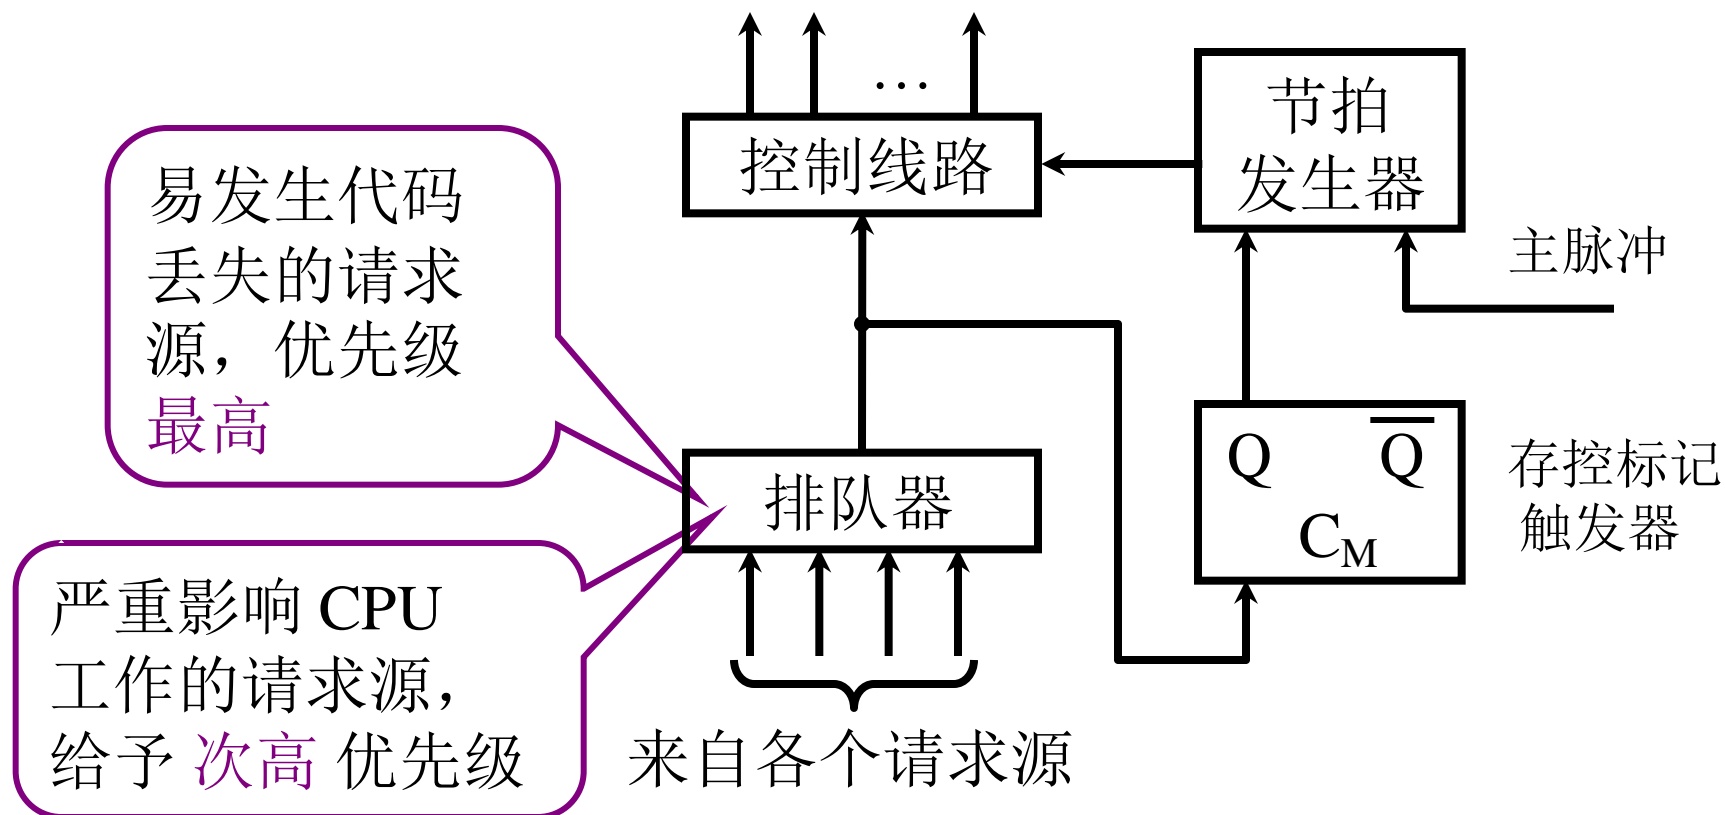 …
控制线路
节拍
发生器
主脉冲
易发生代码
丢失的请求
源，优先级
最高
排队器
Q Q̅
C_M
存控标记
触发器
严重影响 CPU
工作的请求源，
给予 次高 优先级
来自各个请求源